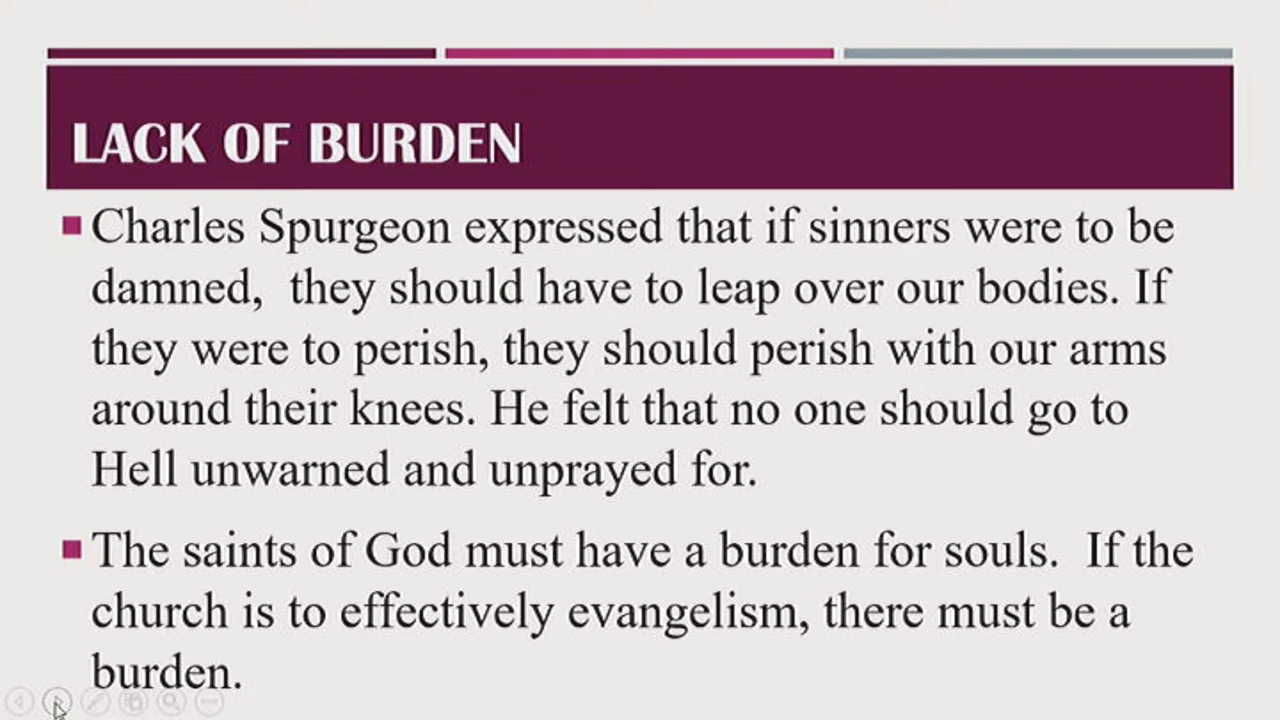 LACK OF BURDEN
Charles Spurgeon expressed that if sinners were to be
damned,  they should have to leap over our bodies. If
they were to perish, they should perish with our arms
around their knees. He felt that no one should go to
Hell unwarned and unprayed for.
The saints of God must have a burden for souls.  If the
church is to effectively evangelism, there must be a
burden.